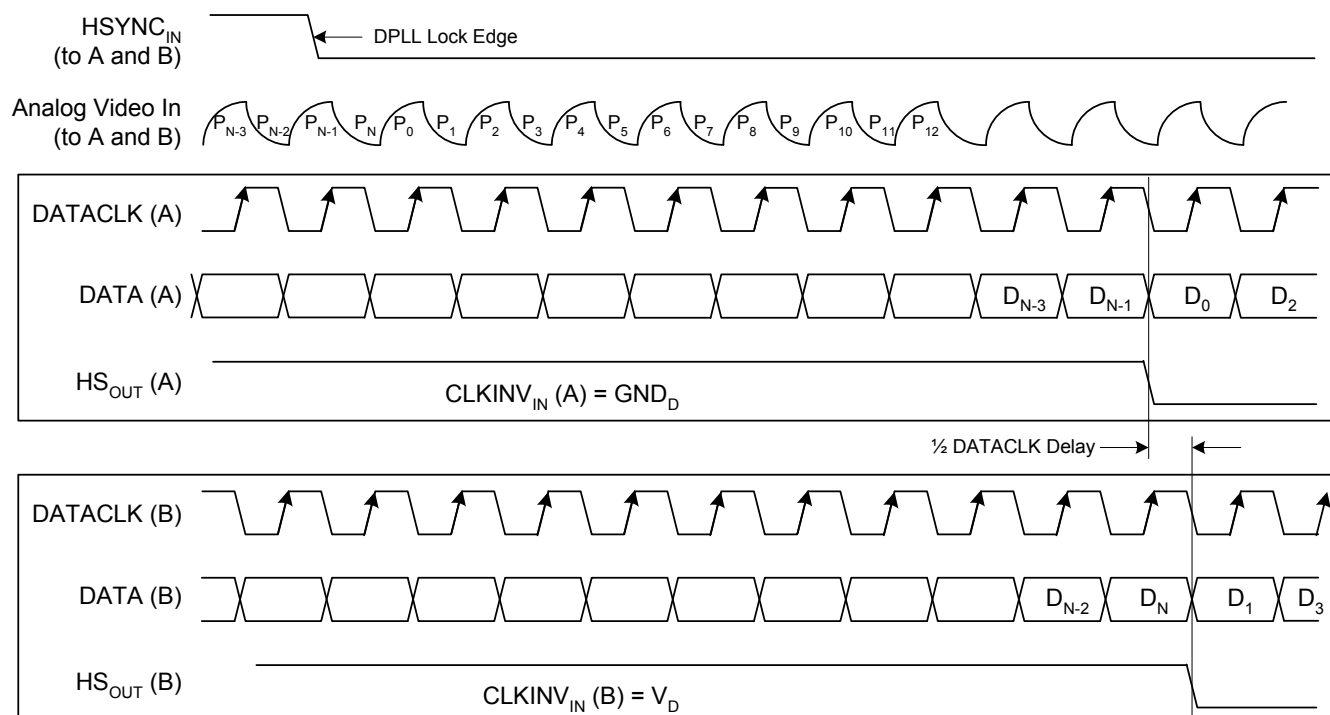 HSYNC_IN
(to A and B)
DPLL Lock Edge
Analog Video In
(to A and B)
P_N-3 P_N-2 P_N-1 P_N P_0 P_1 P_2 P_3 P_4 P_5 P_6 P_7 P_8 P_9 P_10 P_11 P_12
DATACLK (A)
DATA (A)
D_N-3 D_N-1 D_0 D_2
HS_OUT (A)
CLKINV_IN (A) = GND_D
½ DATACLK Delay
DATACLK (B)
DATA (B)
D_N-2 D_N D_1 D_3
HS_OUT (B)
CLKINV_IN (B) = V_D